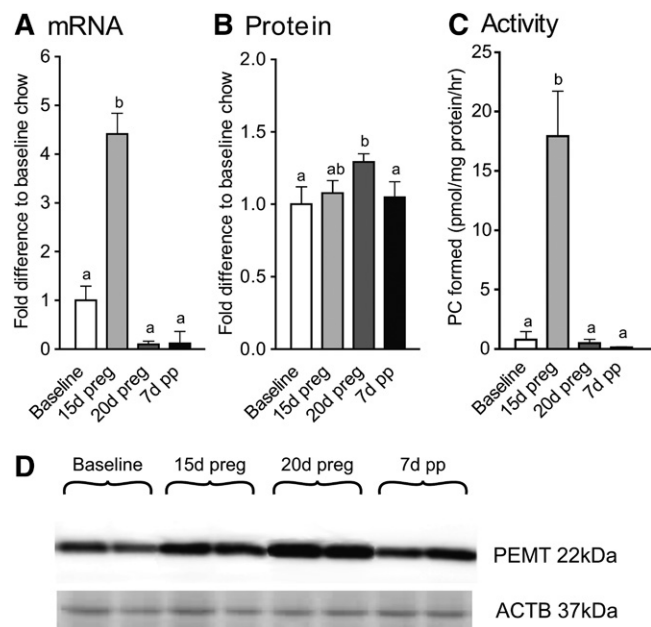 A mRNA
Fold difference to baseline chow
6
5
4
3
2
1
0
a
b
a
a
Baseline
15d preg
20d preg
7d pp
B Protein
Fold difference to baseline chow
2.0
1.5
1.0
0.5
0.0
a
ab
b
a
Baseline
15d preg
20d preg
7d pp
C Activity
PC formed (pmol/mg protein/hr)
25
20
15
10
5
0
a
b
a
a
Baseline
15d preg
20d preg
7d pp
D
Baseline 15d preg 20d preg 7d pp
PEMT 22kDa
ACTB 37kDa